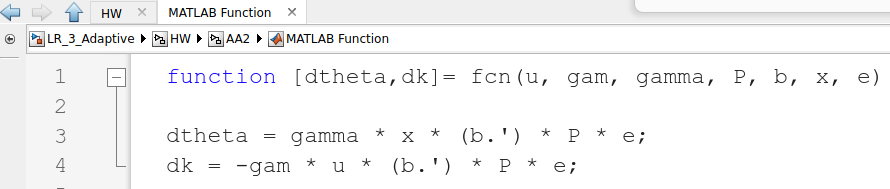 HW × MATLAB Function ×
LR_3_Adaptive HW AA2 MATLAB Function
1 function [dtheta,dk]= fcn(u, gam, gamma, P, b, x, e)
2
3 dtheta = gamma * x * (b.') * P * e;
4 dk = -gam * u * (b.') * P * e;